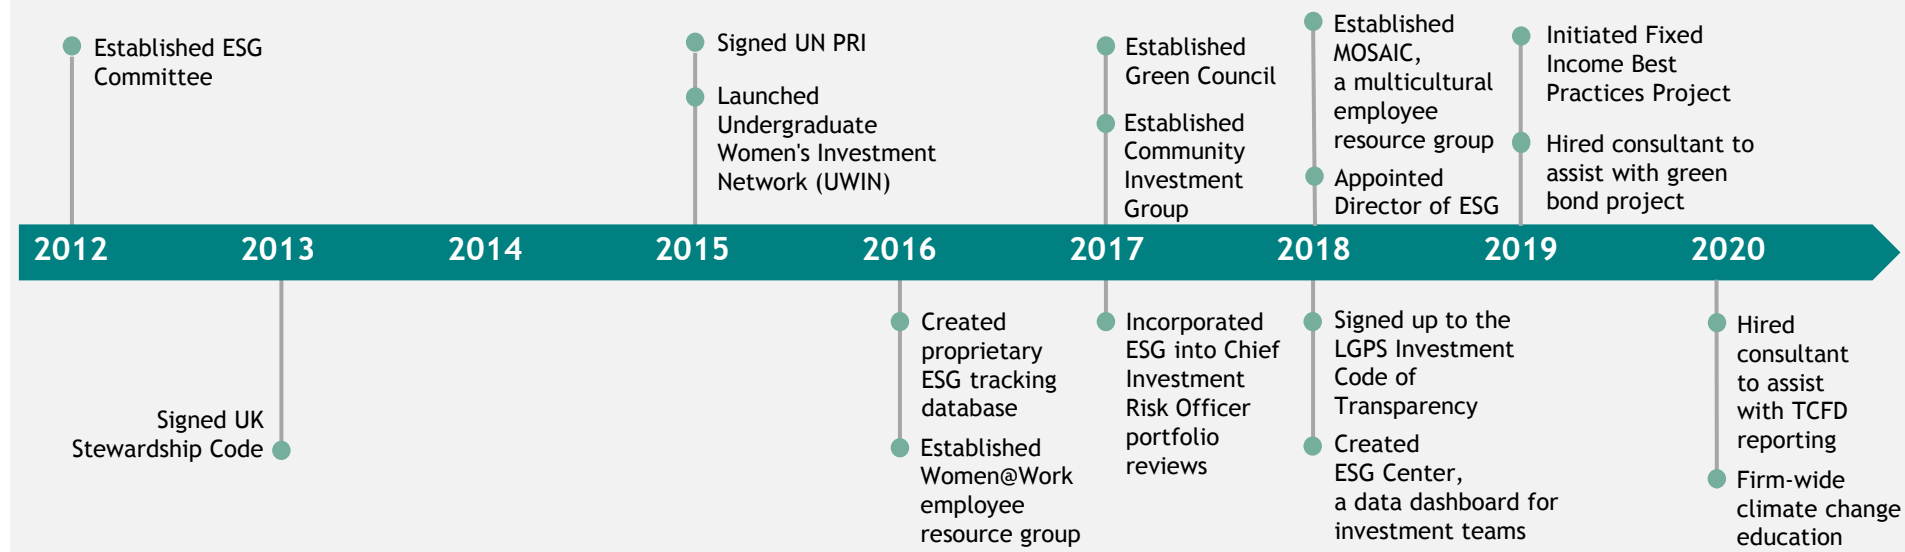 Established ESG
Committee
Signed UN PRI
Launched
Undergraduate
Women's Investment
Network (UWIN)
Established
Green Council
Established
Community
Investment
Group
Established
MOSAIC,
a multicultural
employee
resource group
Appointed
Director of ESG
Initiated Fixed
Income Best
Practices Project
Hired consultant to
assist with green
bond project
2012 2013 2014 2015 2016 2017 2018 2019 2020
Signed UK
Stewardship Code
Created
proprietary
ESG tracking
database
Established
Women@Work
employee
resource group
Incorporated
ESG into Chief
Investment
Risk Officer
portfolio
reviews
Signed up to the
LGPS Investment
Code of
Transparency
Created
ESG Center,
a data dashboard for
investment teams
Hired
consultant
to assist
with TCFD
reporting
Firm-wide
climate change
education